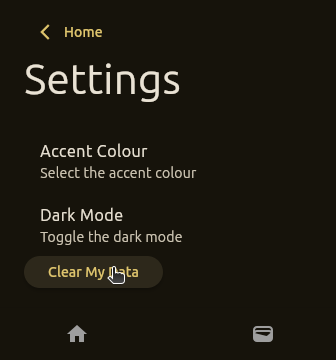 Home
Settings
Accent Colour
Select the accent colour
Dark Mode
Toggle the dark mode
Clear My Data